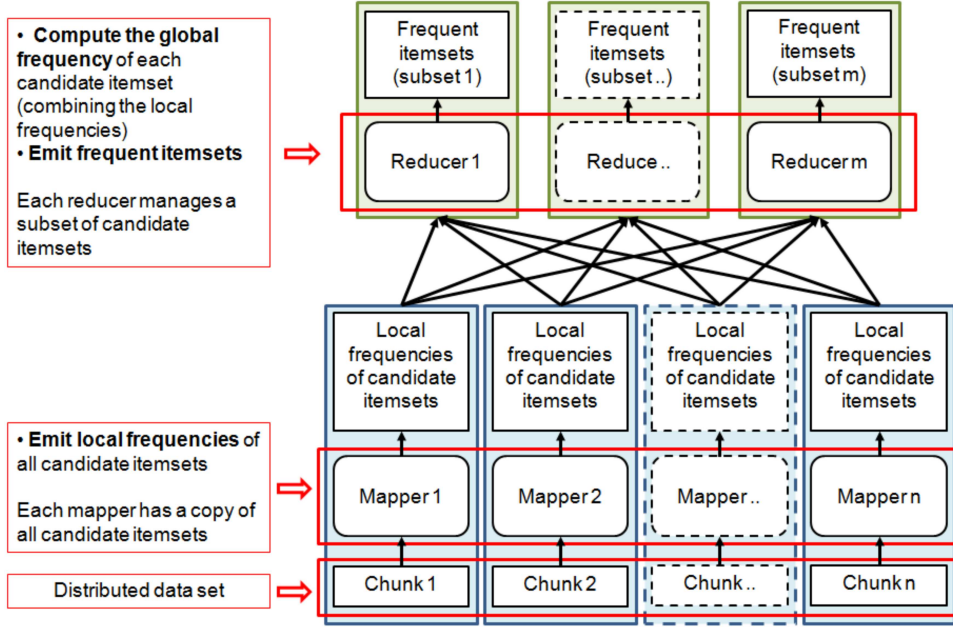 • Compute the global
frequency of each
candidate itemset
(combining the local
frequencies)
• Emit frequent itemsets
Each reducer manages a
subset of candidate
itemsets
Frequent
itemsets
(subset 1)
Frequent
itemsets
(subset ..)
Frequent
itemsets
(subset m)
Reducer 1
Reduce ..
Reducer m
Local
frequencies
of candidate
itemsets
Local
frequencies
of candidate
itemsets
Local
frequencies
of candidate
itemsets
Local
frequencies
of candidate
itemsets
• Emit local frequencies of
all candidate itemsets
Each mapper has a copy of
all candidate itemsets
Mapper 1
Mapper 2
Mapper ..
Mapper n
Distributed data set
Chunk 1
Chunk 2
Chunk ..
Chunk n